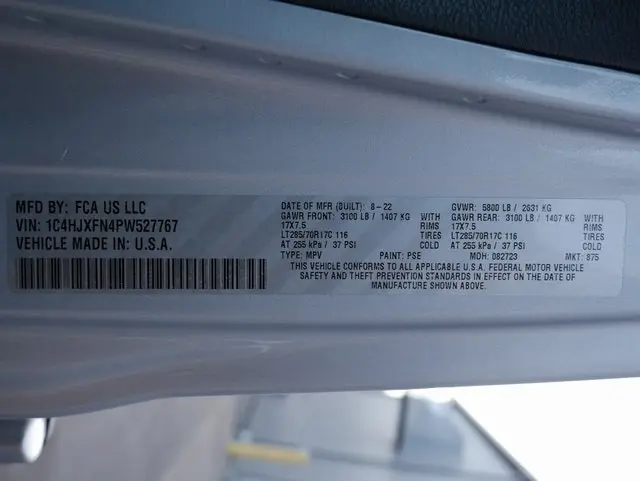 MFD BY: FCA US LLC
VIN: 1C4HJXFN4PW527767
VEHICLE MADE IN: U.S.A.
DATE OF MFR (BUILT): 8-22
GAWR FRONT: 3100 LB / 1407 KG WITH
17X7.5 RIMS
LT285/70R17C 116 TIRES
AT 255 kPa / 37 PSI COLD
GVWR: 5800 LB / 2631 KG
GAWR REAR: 3100 LB / 1407 KG WITH
17X7.5 RIMS
LT285/70R17C 116 TIRES
AT 255 kPa / 37 PSI COLD
TYPE: MPV PAINT: PSE MDH: 082723 MKT: 875
THIS VEHICLE CONFORMS TO ALL APPLICABLE U.S.A. FEDERAL MOTOR VEHICLE
SAFETY AND THEFT PREVENTION STANDARDS IN EFFECT ON THE DATE OF
MANUFACTURE SHOWN ABOVE.